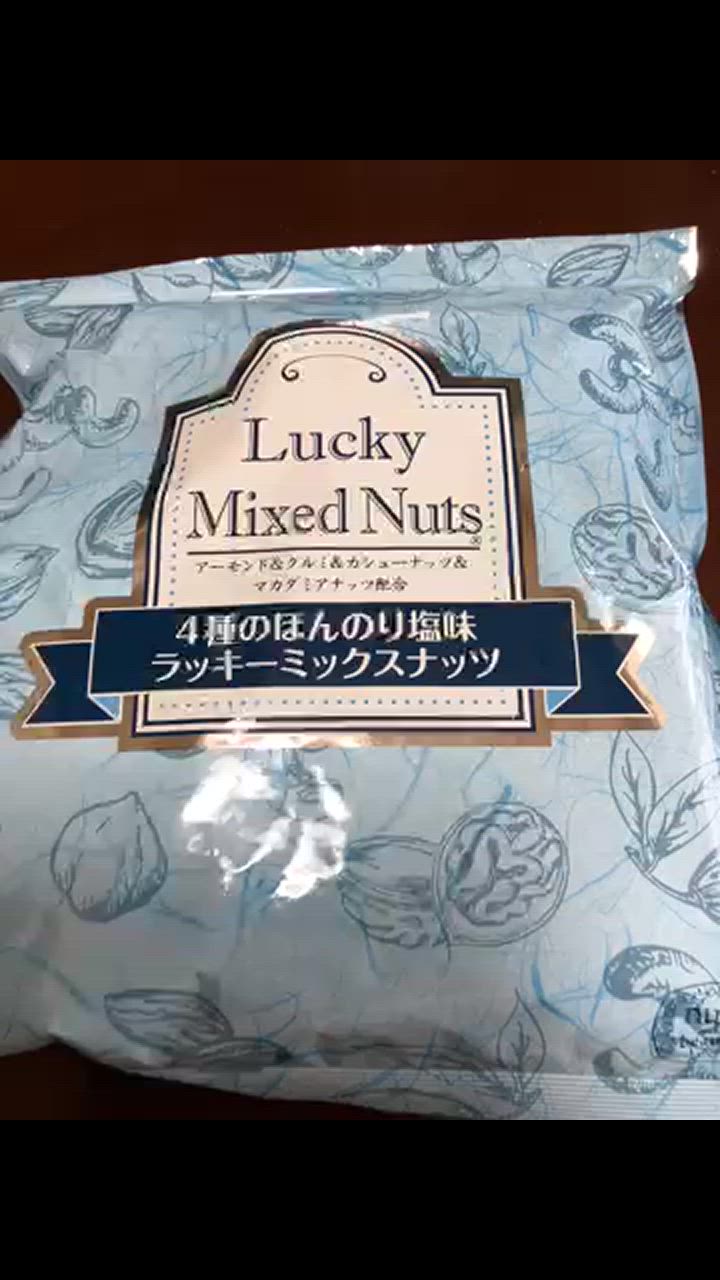 Lucky
Mixed Nuts®
アーモンド&クルミ&カシューナッツ&
マカダミアナッツ配合
4種のほんのり塩味
ラッキーミックスナッツ